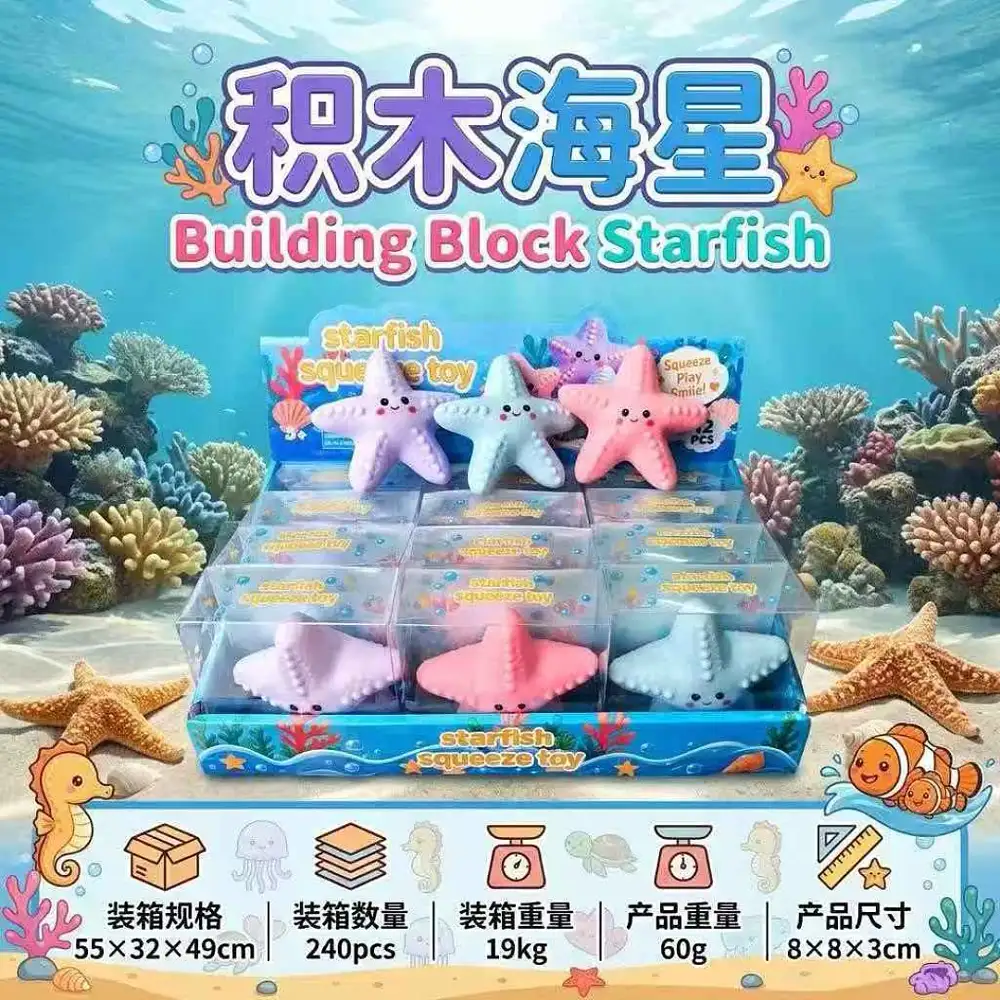 积木海星
Building Block Starfish
starfish
squeeze toy
Squeeze
Play
Smile!
12
PCS
starfish
squeeze toy
starfish
squeeze toy
starfish
squeeze toy
starfish
squeeze toy
装箱规格
55×32×49cm
装箱数量
240pcs
装箱重量
19kg
产品重量
60g
产品尺寸
8×8×3cm